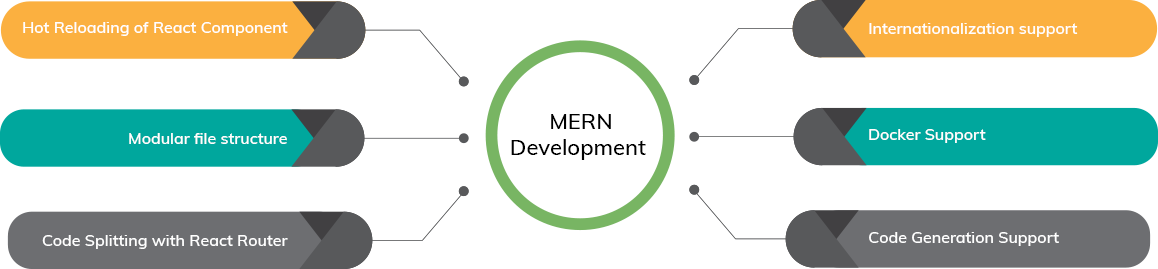 Hot Reloading of React Component
Modular file structure
Code Splitting with React Router
MERN
Development
Internationalization support
Docker Support
Code Generation Support